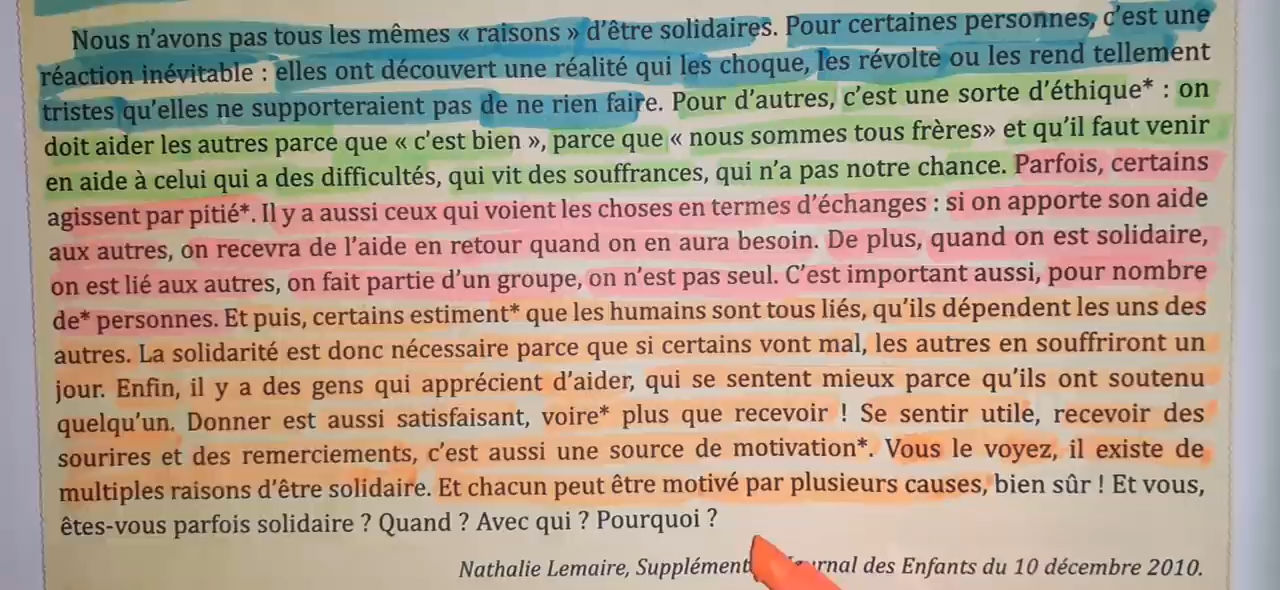 Nous n'avons pas tous les mêmes « raisons » d'être solidaires. Pour certaines personnes, c'est une
réaction inévitable : elles ont découvert une réalité qui les choque, les révolte ou les rend tellement
tristes qu'elles ne supporteraient pas de ne rien faire. Pour d'autres, c'est une sorte d'éthique* : on
doit aider les autres parce que « c'est bien », parce que « nous sommes tous frères» et qu'il faut venir
en aide à celui qui a des difficultés, qui vit des souffrances, qui n'a pas notre chance. Parfois, certains
agissent par pitié*. Il y a aussi ceux qui voient les choses en termes d'échanges : si on apporte son aide
aux autres, on recevra de l'aide en retour quand on en aura besoin. De plus, quand on est solidaire,
on est lié aux autres, on fait partie d'un groupe, on n'est pas seul. C'est important aussi, pour nombre
de* personnes. Et puis, certains estiment* que les humains sont tous liés, qu'ils dépendent les uns des
autres. La solidarité est donc nécessaire parce que si certains vont mal, les autres en souffriront un
jour. Enfin, il y a des gens qui apprécient d'aider, qui se sentent mieux parce qu'ils ont soutenu
quelqu'un. Donner est aussi satisfaisant, voire* plus que recevoir ! Se sentir utile, recevoir des
sourires et des remerciements, c'est aussi une source de motivation*. Vous le voyez, il existe de
multiples raisons d'être solidaire. Et chacun peut être motivé par plusieurs causes, bien sûr ! Et vous,
êtes-vous parfois solidaire ? Quand ? Avec qui ? Pourquoi ?
Nathalie Lemaire, Supplément des Enfants du 10 décembre 2010.